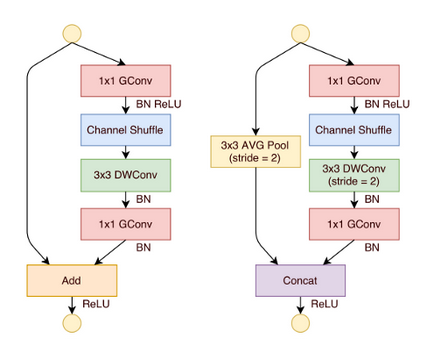 1x1 GConv
BN ReLU
Channel Shuffle
3x3 DWConv
BN
1x1 GConv
BN
Add
ReLU
1x1 GConv
BN ReLU
Channel Shuffle
3x3 AVG Pool
(stride = 2)
3x3 DWConv
(stride = 2)
BN
1x1 GConv
BN
Concat
ReLU